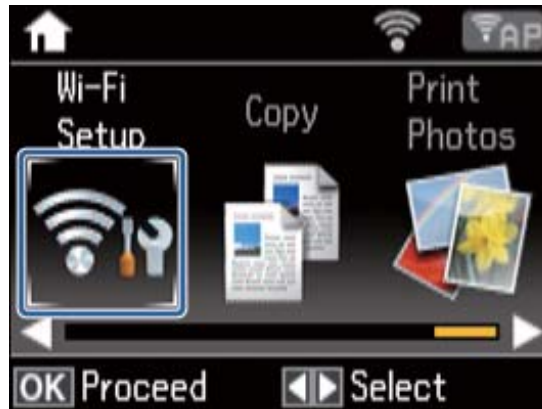 AP
Wi-Fi
Setup
Copy
Print
Photos
OK Proceed
Select